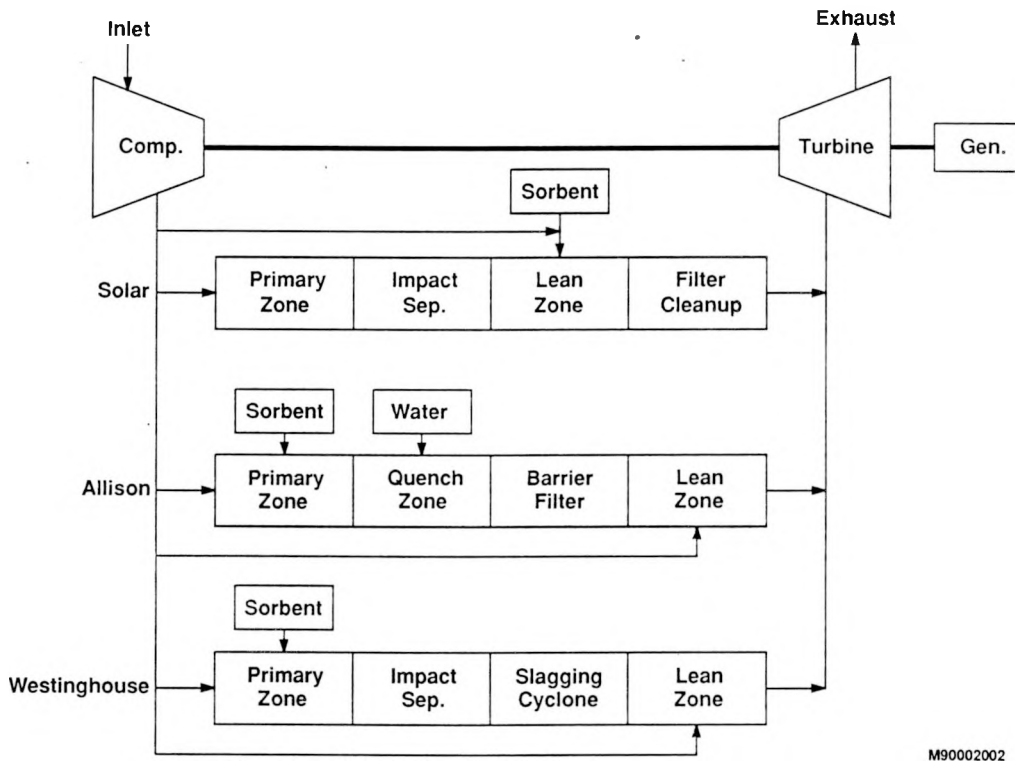 Inlet
Exhaust
Comp.
Turbine
Gen.
Sorbent
Solar
Primary
Zone
Impact
Sep.
Lean
Zone
Filter
Cleanup
Sorbent
Water
Allison
Primary
Zone
Quench
Zone
Barrier
Filter
Lean
Zone
Sorbent
Westinghouse
Primary
Zone
Impact
Sep.
Slagging
Cyclone
Lean
Zone
M90002002